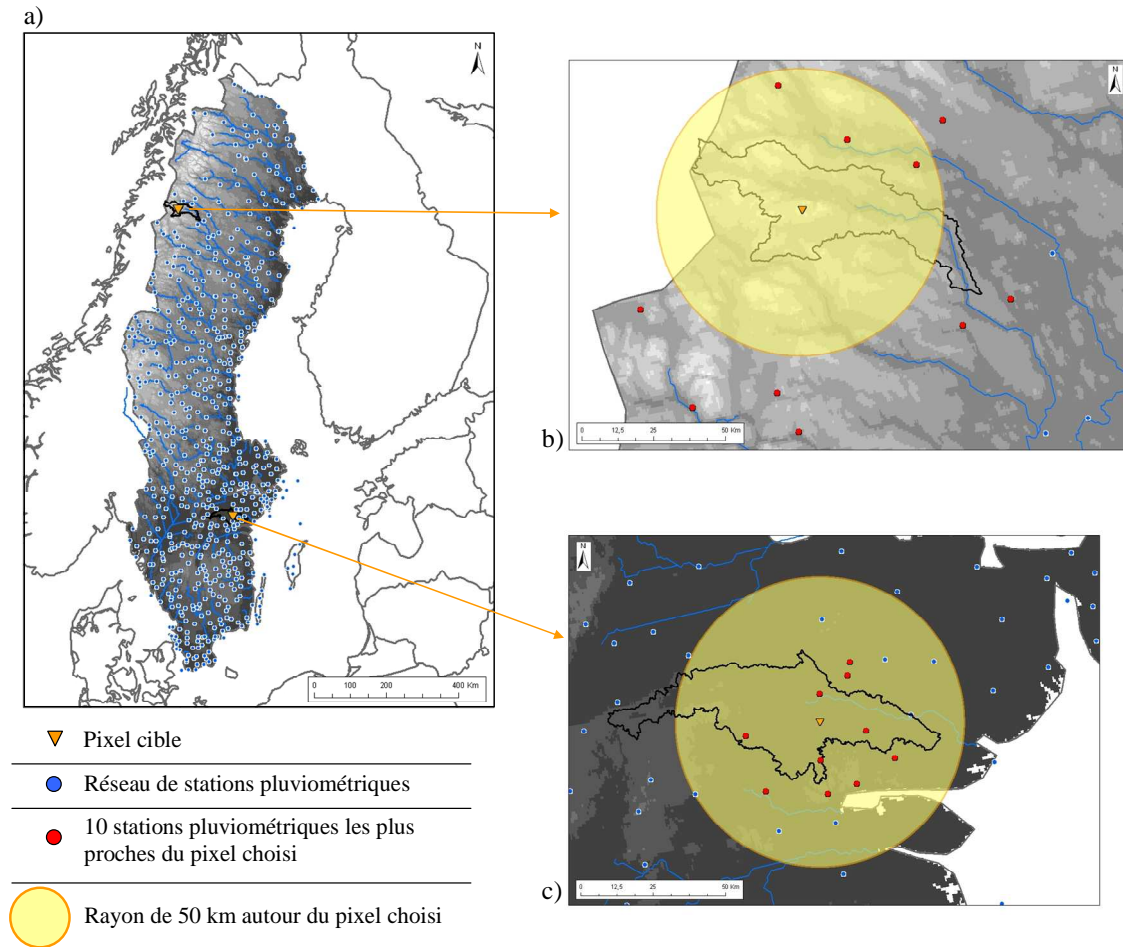 a)
N
0 100 200 400 Km
N
0 12,5 25 50 Km
b)
N
0 12,5 25 50 Km
c)
Pixel cible
Réseau de stations pluviométriques
10 stations pluviométriques les plus
proches du pixel choisi
Rayon de 50 km autour du pixel choisi